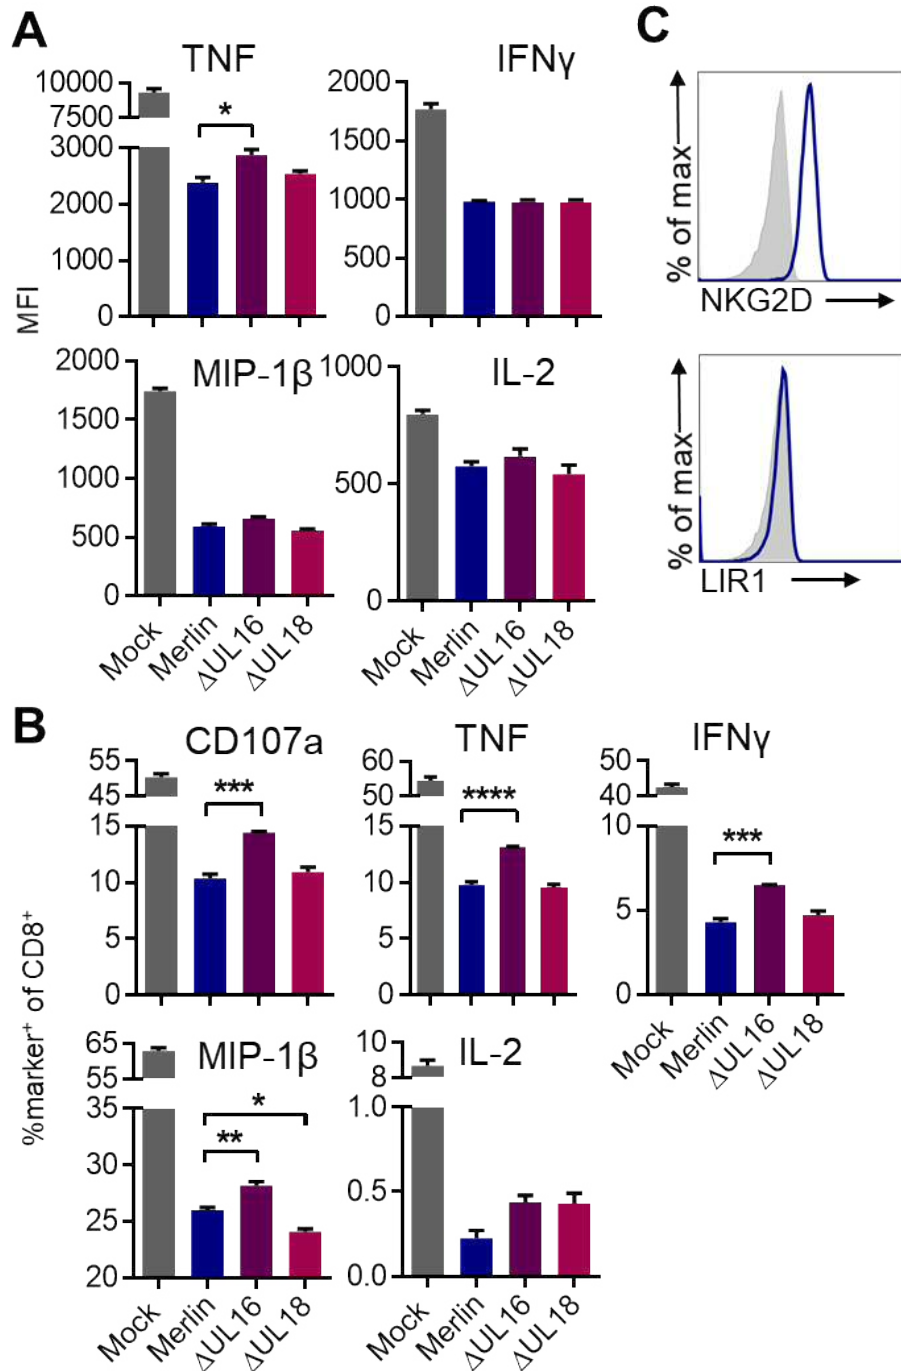 A
TNF
10000
7500
3000
2000
1000
0
*
IFNγ
2000
1500
1000
500
0
MFI
MIP-1β
2000
1500
1000
500
0
Mock
Merlin
ΔUL16
ΔUL18
IL-2
1000
500
0
Mock
Merlin
ΔUL16
ΔUL18
C
% of max
NKG2D
% of max
LIR1
B
CD107a
55
45
15
10
5
0
***
TNF
60
50
15
10
5
0
****
IFNγ
50
40
10
5
0
***
Mock
Merlin
ΔUL16
ΔUL18
%marker⁺ of CD8⁺
MIP-1β
65
55
35
30
25
20
*
**
Mock
Merlin
ΔUL16
ΔUL18
IL-2
10
8
1.0
0.5
0.0
Mock
Merlin
ΔUL16
ΔUL18